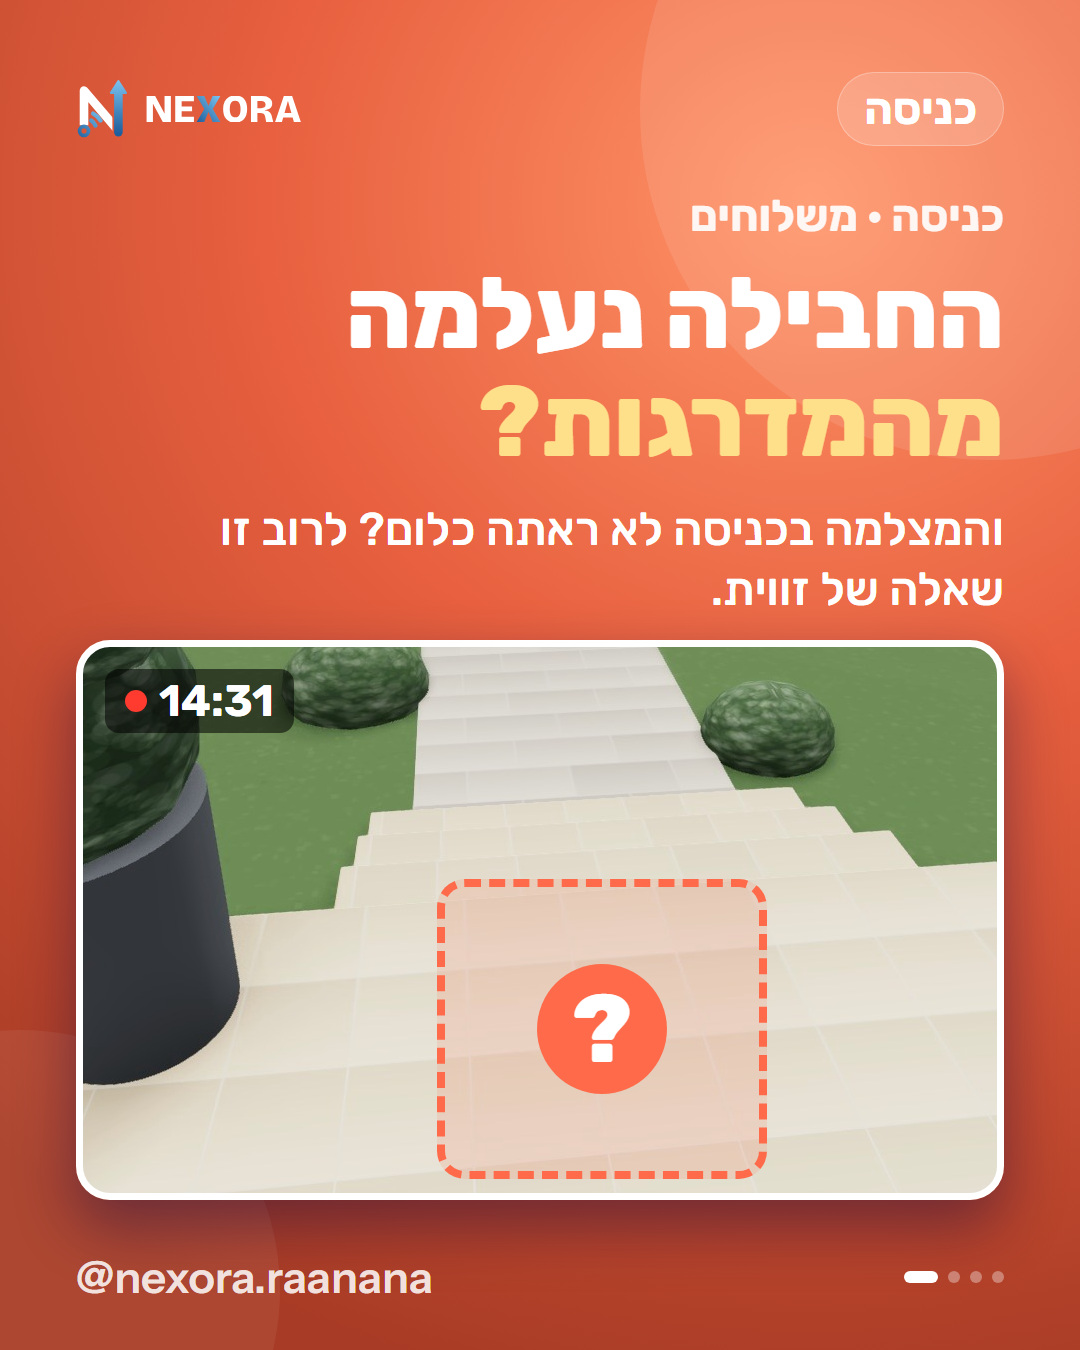 NEXORA
כניסה
כניסה • משלוחים
החבילה נעלמה
מהמדרגות?
והמצלמה בכניסה לא ראתה כלום? לרוב זו
שאלה של זווית.
14:31
?
@nexora.raanana